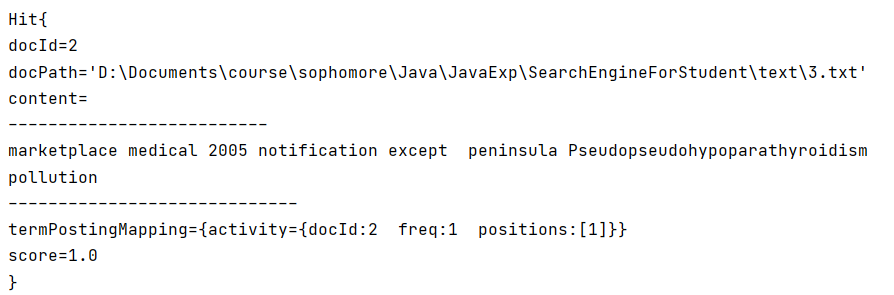 Hit{
docId=2
docPath='D:\Documents\course\sophomore\Java\JavaExp\SearchEngineForStudent\text\3.txt'
content=
--------------------------
marketplace medical 2005 notification except  peninsula Pseudopseudohypoparathyroidism
pollution
-----------------------------
termPostingMapping={activity={docId:2  freq:1  positions:[1]}}
score=1.0
}